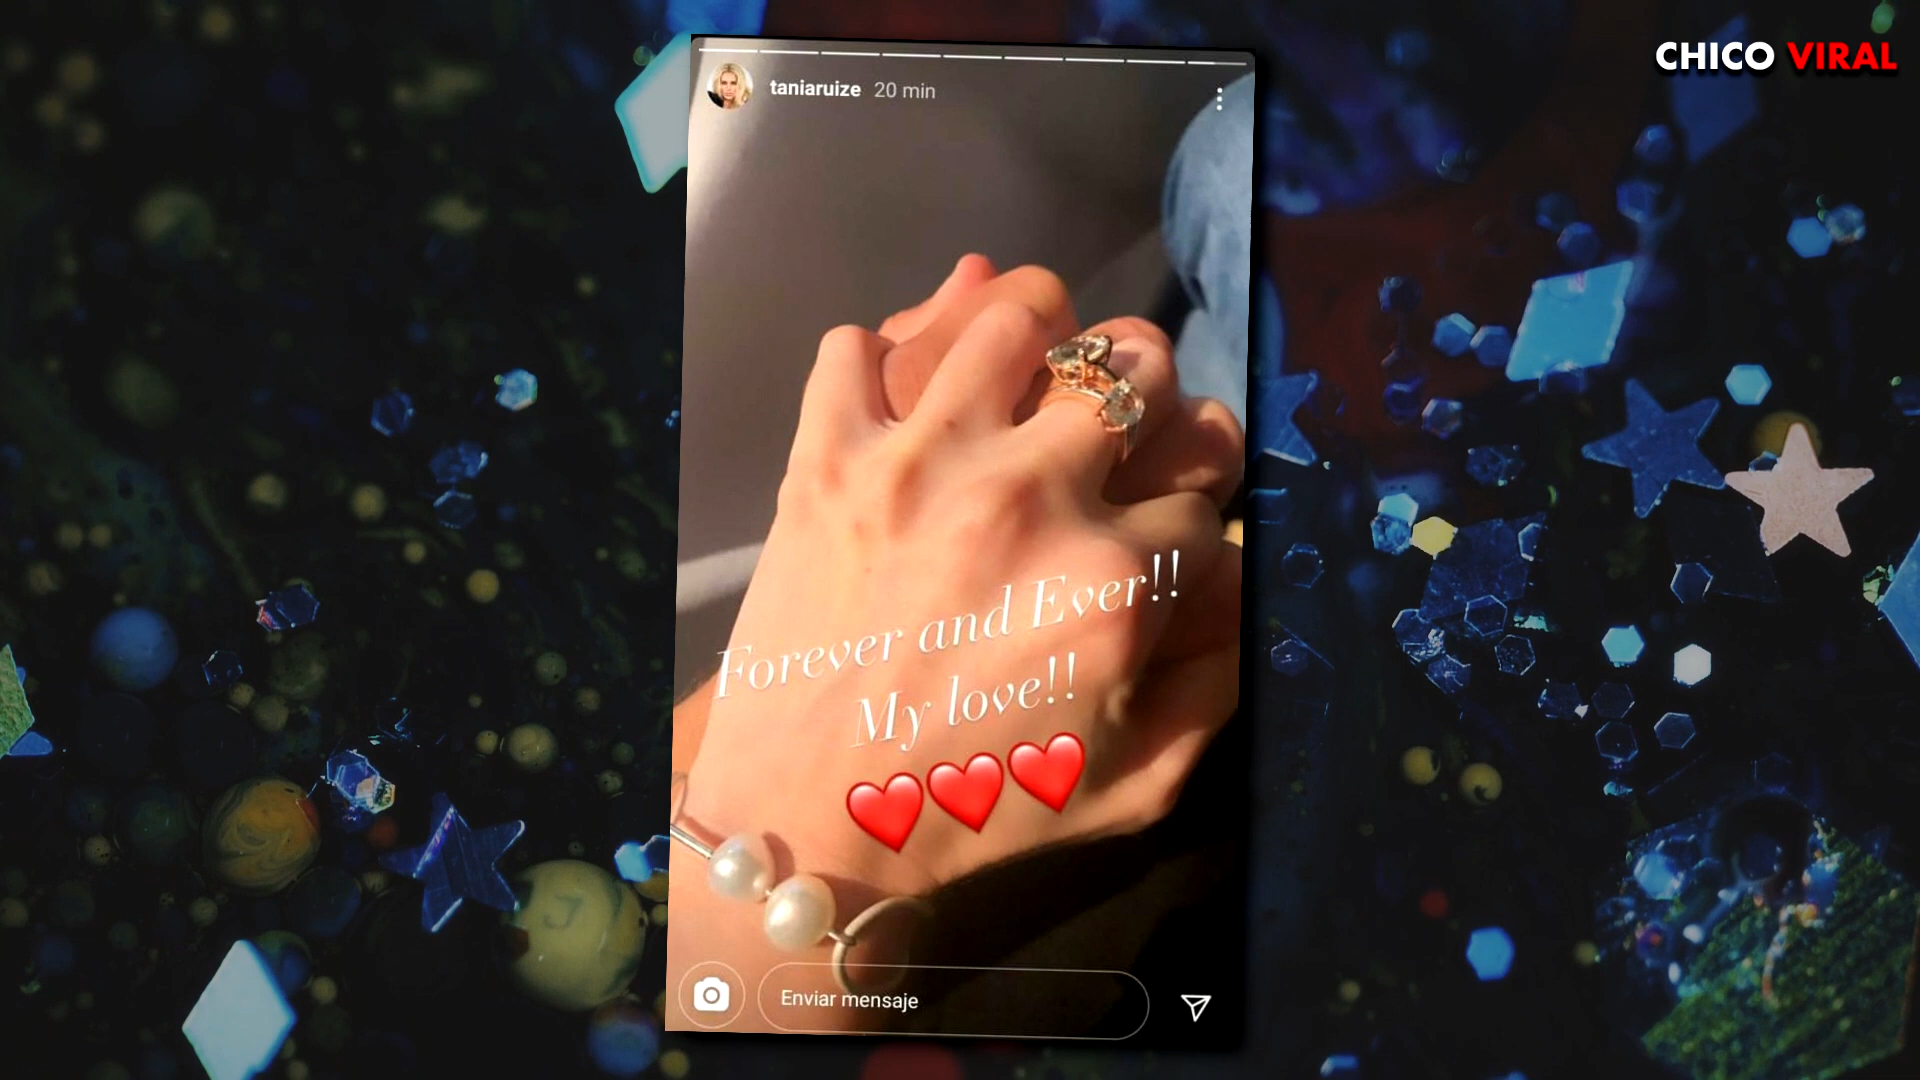 CHICO VIRAL
taniaruize 20 min
Forever and Ever!!
My love!!
Enviar mensaje